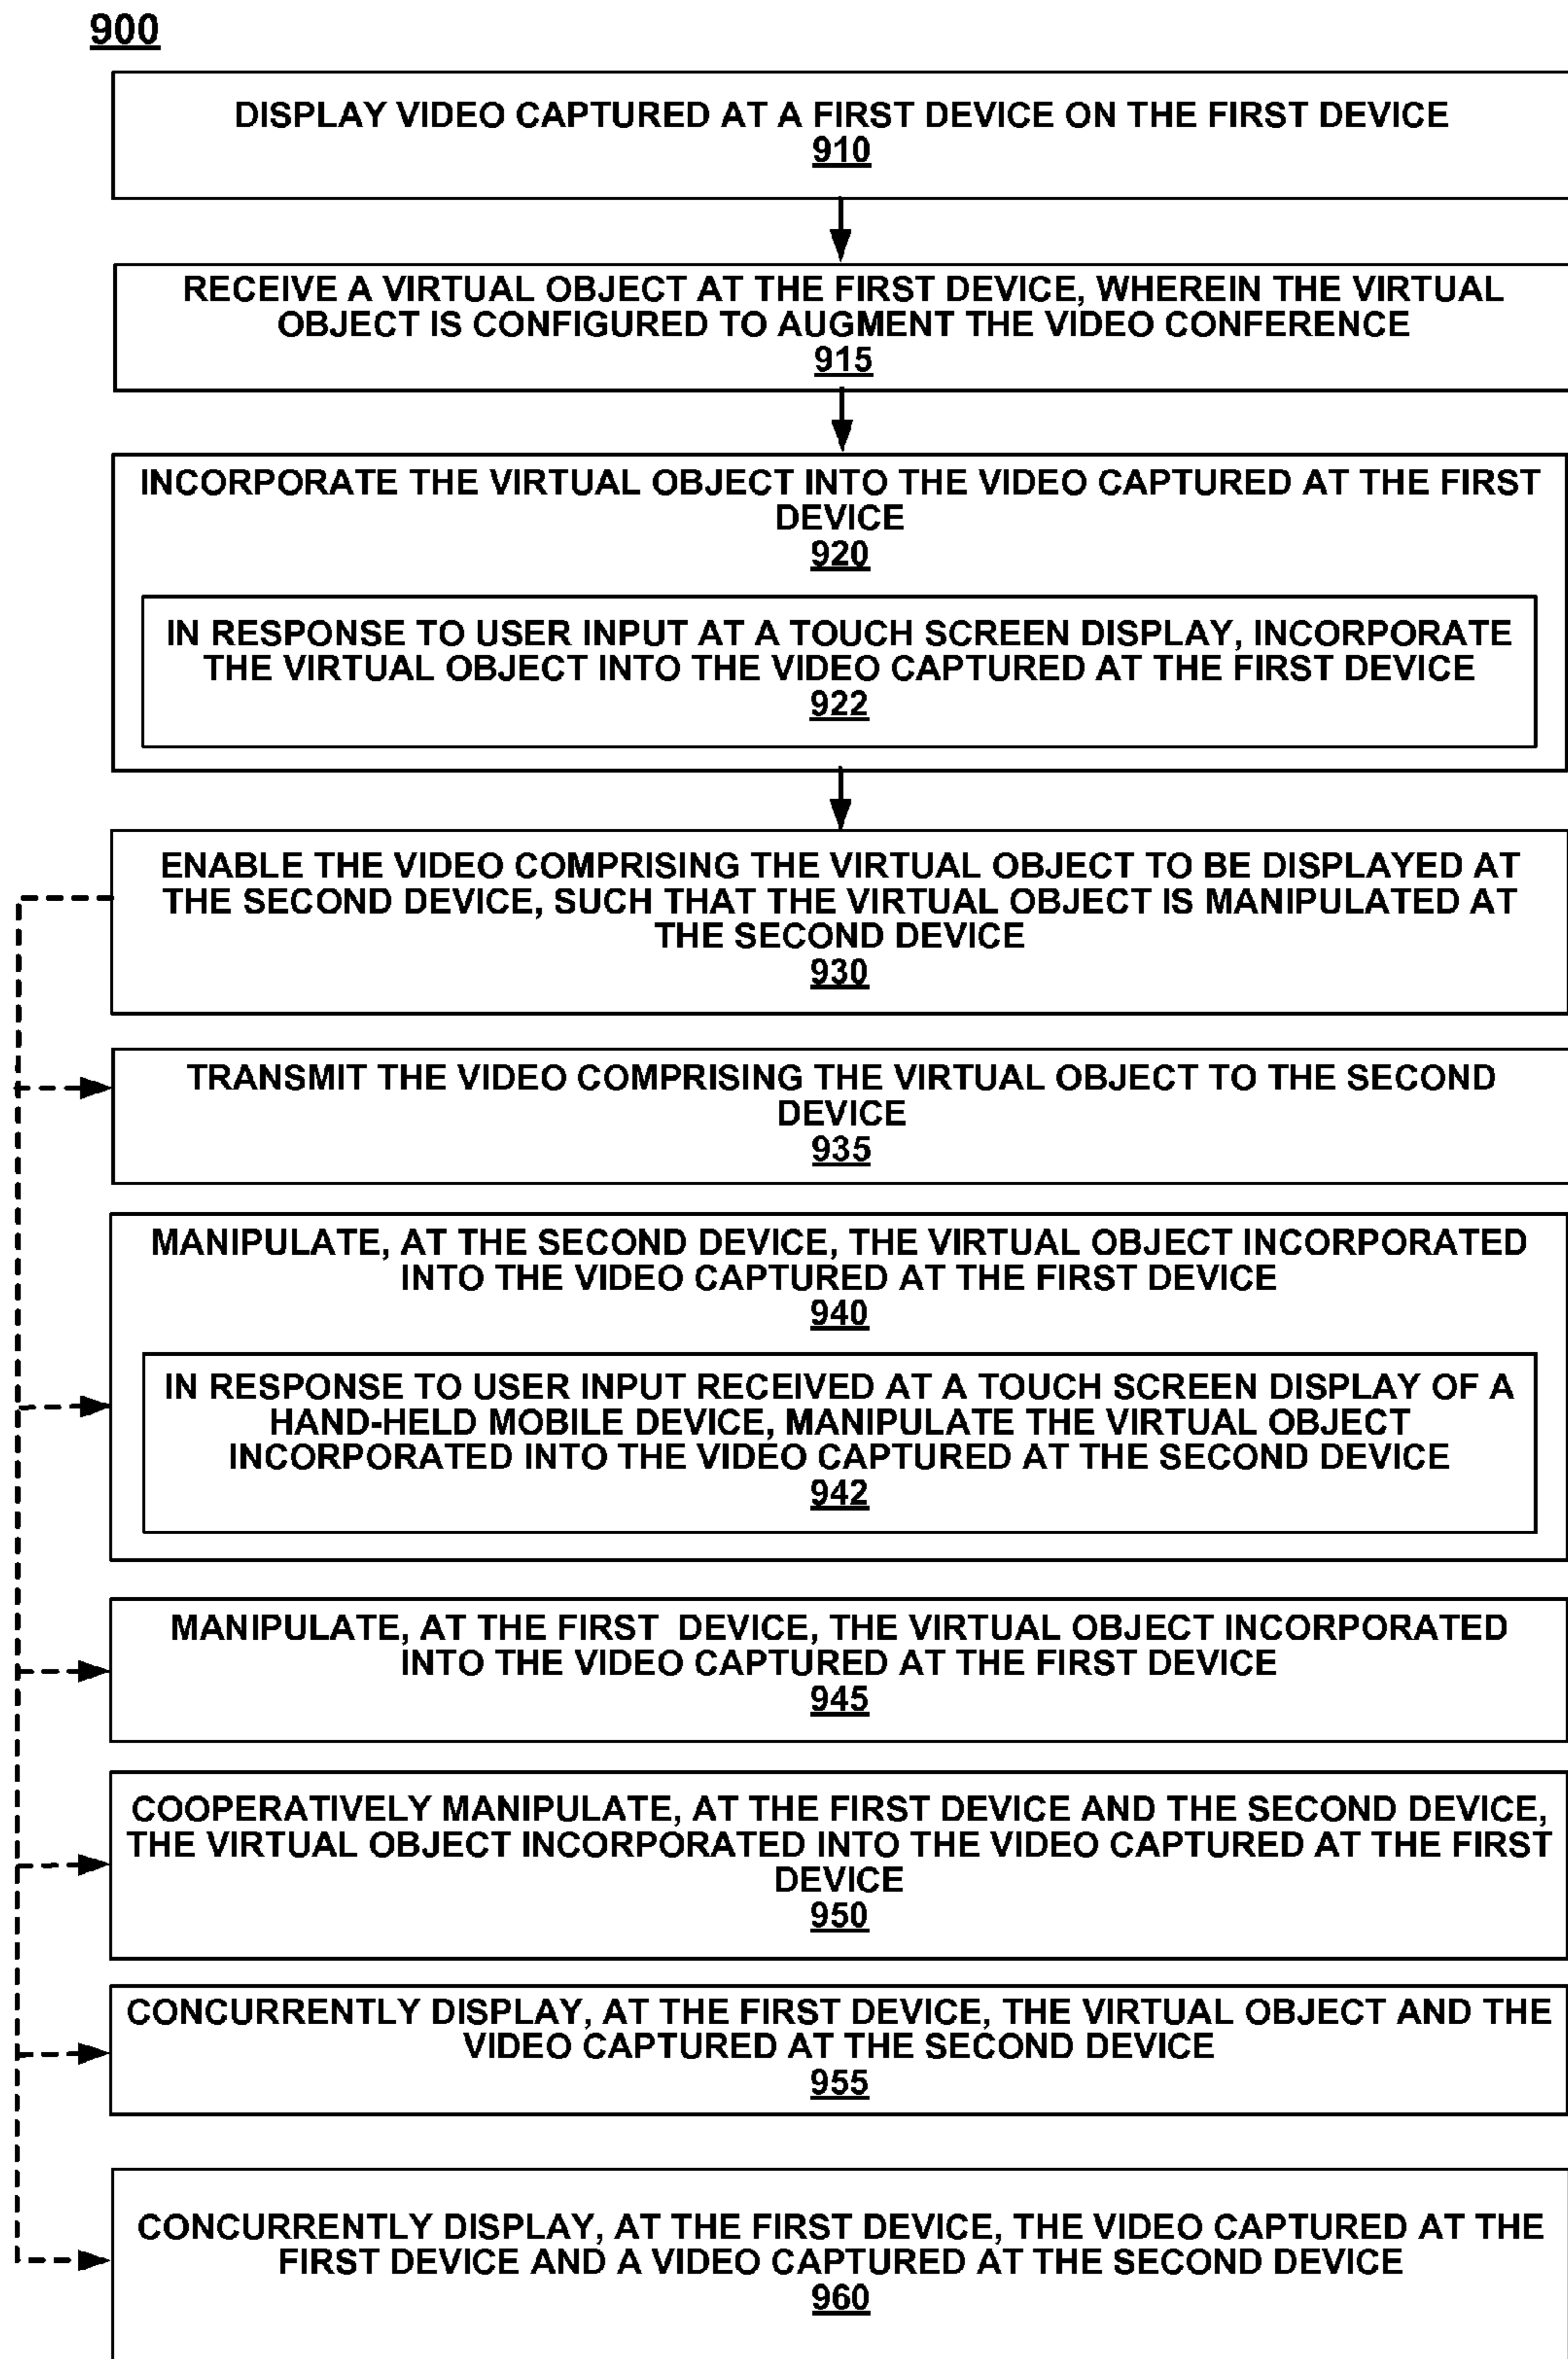 900
DISPLAY VIDEO CAPTURED AT A FIRST DEVICE ON THE FIRST DEVICE
910
RECEIVE A VIRTUAL OBJECT AT THE FIRST DEVICE, WHEREIN THE VIRTUAL
OBJECT IS CONFIGURED TO AUGMENT THE VIDEO CONFERENCE
915
INCORPORATE THE VIRTUAL OBJECT INTO THE VIDEO CAPTURED AT THE FIRST
DEVICE
920
IN RESPONSE TO USER INPUT AT A TOUCH SCREEN DISPLAY, INCORPORATE
THE VIRTUAL OBJECT INTO THE VIDEO CAPTURED AT THE FIRST DEVICE
922
ENABLE THE VIDEO COMPRISING THE VIRTUAL OBJECT TO BE DISPLAYED AT
THE SECOND DEVICE, SUCH THAT THE VIRTUAL OBJECT IS MANIPULATED AT
THE SECOND DEVICE
930
TRANSMIT THE VIDEO COMPRISING THE VIRTUAL OBJECT TO THE SECOND
DEVICE
935
MANIPULATE, AT THE SECOND DEVICE, THE VIRTUAL OBJECT INCORPORATED
INTO THE VIDEO CAPTURED AT THE FIRST DEVICE
940
IN RESPONSE TO USER INPUT RECEIVED AT A TOUCH SCREEN DISPLAY OF A
HAND-HELD MOBILE DEVICE, MANIPULATE THE VIRTUAL OBJECT
INCORPORATED INTO THE VIDEO CAPTURED AT THE SECOND DEVICE
942
MANIPULATE, AT THE FIRST DEVICE, THE VIRTUAL OBJECT INCORPORATED
INTO THE VIDEO CAPTURED AT THE FIRST DEVICE
945
COOPERATIVELY MANIPULATE, AT THE FIRST DEVICE AND THE SECOND DEVICE,
THE VIRTUAL OBJECT INCORPORATED INTO THE VIDEO CAPTURED AT THE FIRST
DEVICE
950
CONCURRENTLY DISPLAY, AT THE FIRST DEVICE, THE VIRTUAL OBJECT AND THE
VIDEO CAPTURED AT THE SECOND DEVICE
955
CONCURRENTLY DISPLAY, AT THE FIRST DEVICE, THE VIDEO CAPTURED AT THE
FIRST DEVICE AND A VIDEO CAPTURED AT THE SECOND DEVICE
960